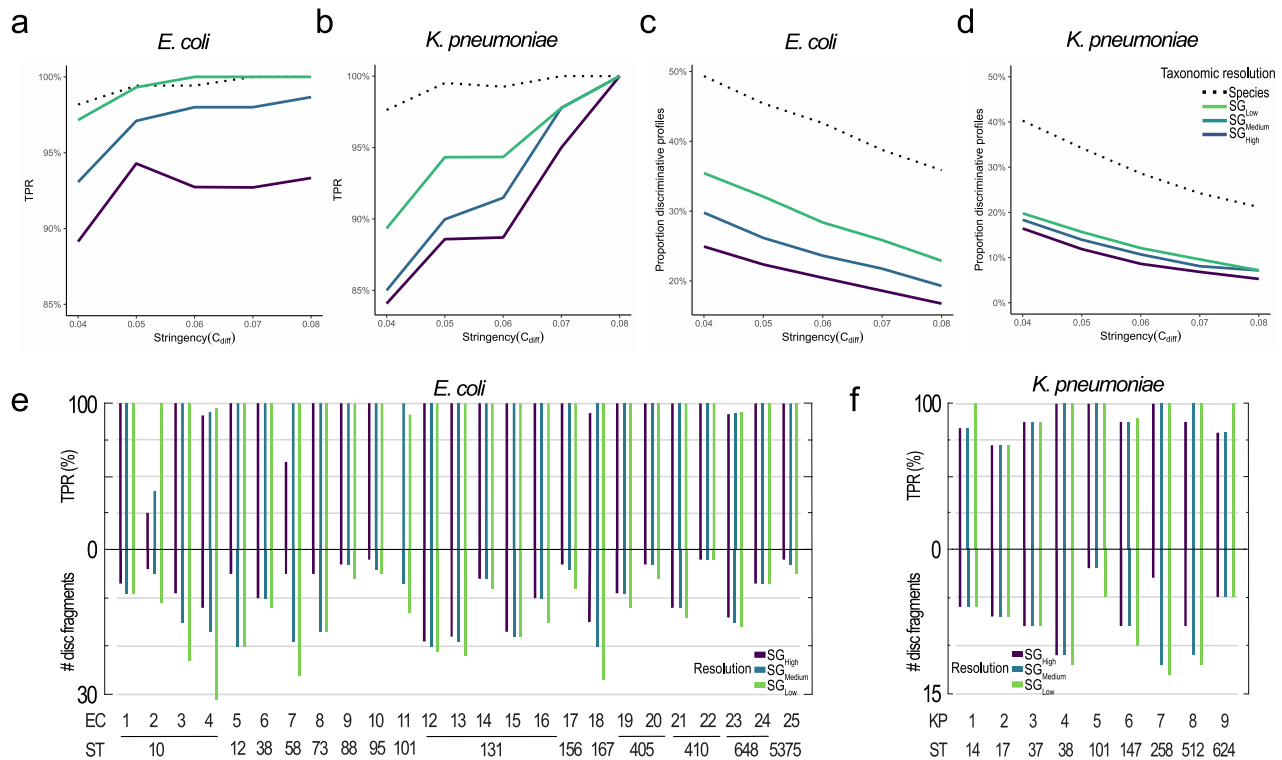 a
E. coli
b
K. pneumoniae
c
E. coli
d
K. pneumoniae
TPR
100%
95%
90%
85%
0.04 0.05 0.06 0.07 0.08
Stringency(Cdiff)
TPR
100%
95%
90%
85%
0.04 0.05 0.06 0.07 0.08
Stringency(Cdiff)
Proportion discriminative profiles
50%
40%
30%
20%
0.04 0.05 0.06 0.07 0.08
Stringency(Cdiff)
Proportion discriminative profiles
50%
40%
30%
20%
10%
0%
0.04 0.05 0.06 0.07 0.08
Stringency(Cdiff)
Taxonomic resolution
Species
SGLow
SGMedium
SGHigh
e
E. coli
100
TPR (%)
0
# disc fragments
30
Resolution
SGHigh
SGMedium
SGLow
EC 1 2 3 4 5 6 7 8 9 10 11 12 13 14 15 16 17 18 19 20 21 22 23 24 25
ST 10 12 38 58 73 88 95 101 131 156 167 405 410 648 5375
f
K. pneumoniae
100
TPR (%)
0
# disc fragments
15
Resolution
SGHigh
SGMedium
SGLow
KP 1 2 3 4 5 6 7 8 9
ST 14 17 37 38 101 147 258 512 624